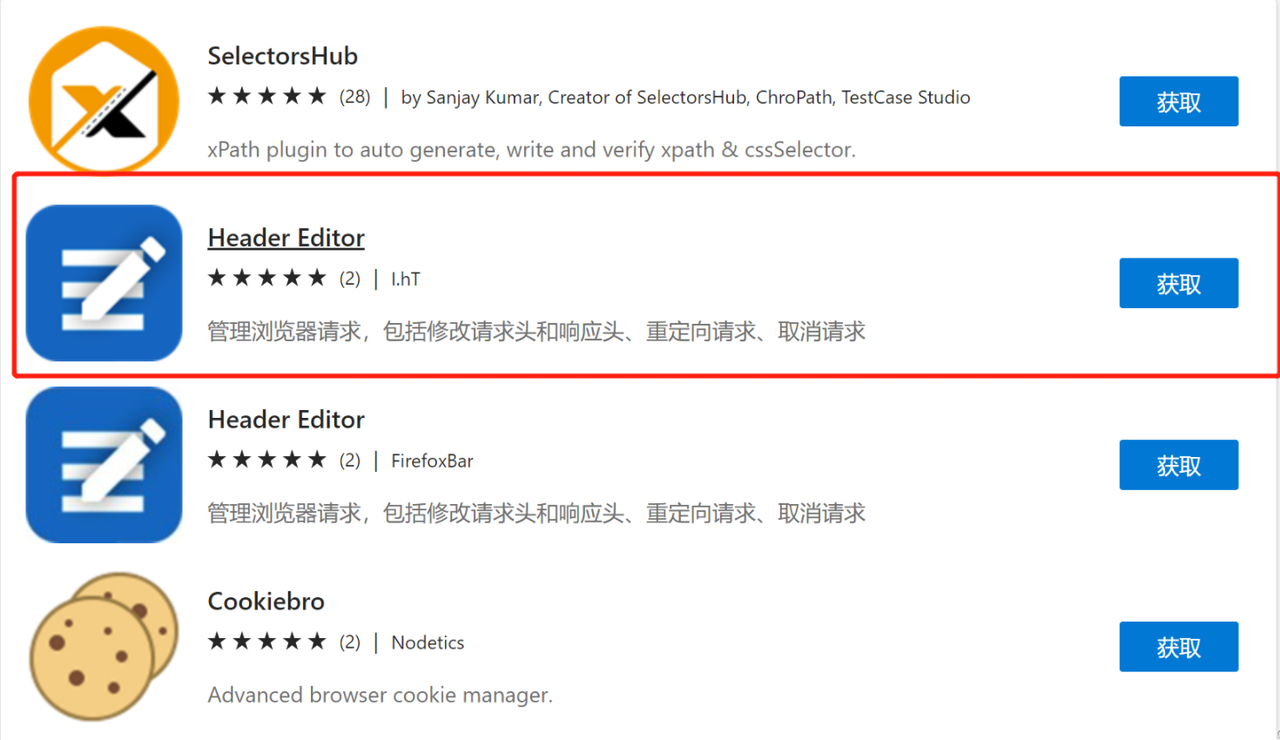 SelectorsHub
★★★★★ (28) | by Sanjay Kumar, Creator of SelectorsHub, ChroPath, TestCase Studio
获取
xPath plugin to auto generate, write and verify xpath & cssSelector.
Header Editor
★★★★★ (2) | I.hT
获取
管理浏览器请求，包括修改请求头和响应头、重定向请求、取消请求
Header Editor
★★★★★ (2) | FirefoxBar
获取
管理浏览器请求，包括修改请求头和响应头、重定向请求、取消请求
Cookiebro
★★★★★ (2) | Nodetics
获取
Advanced browser cookie manager.